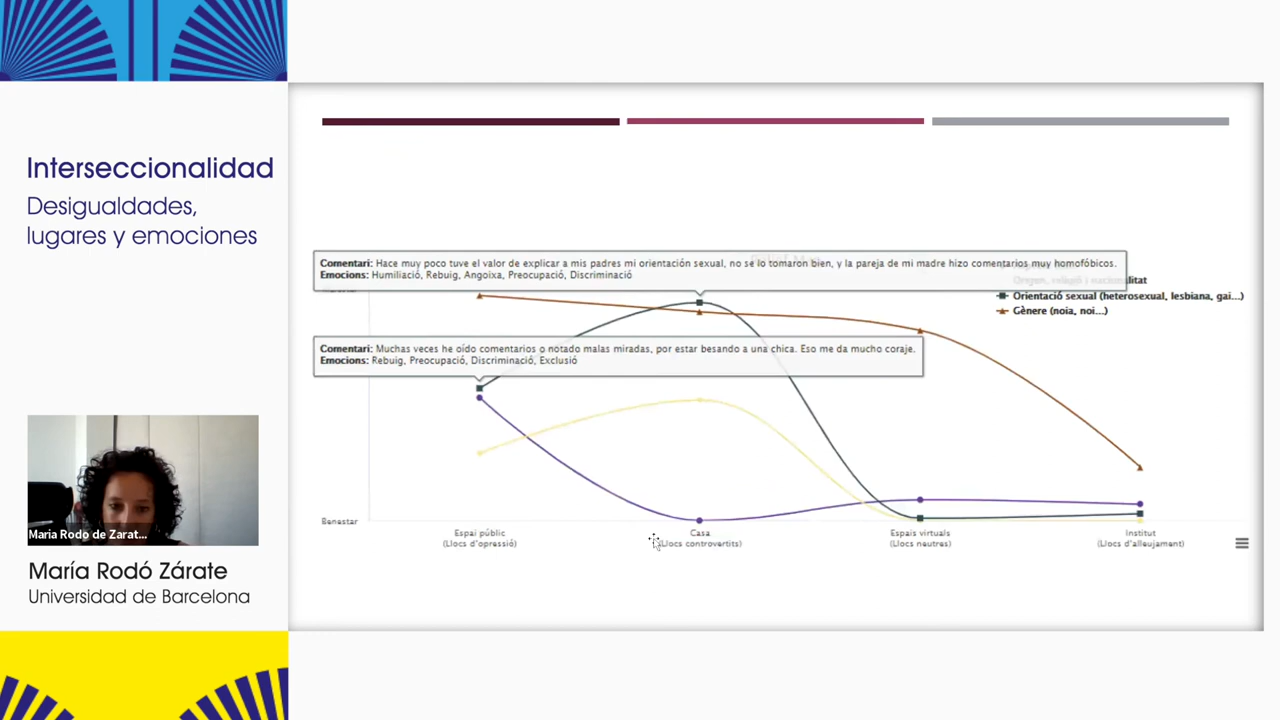 Interseccionalidad
Desigualdades,
lugares y emociones
Maria Rodo de Zarat...
María Rodó Zárate
Universidad de Barcelona
Comentari: Hace muy poco tuve el valor de explicar a mis padres mi orientación sexual, no se lo tomaron bien, y la pareja de mi madre hizo comentarios muy homofóbicos.
Emocions: Humiliació, Rebuig, Angoixa, Preocupació, Discriminació
Origen, religió i nacionalitat
Orientació sexual (heterosexual, lesbiana, gai...)
Gènere (noia, noi...)
Comentari: Muchas veces he oído comentarios o notado malas miradas, por estar besando a una chica. Eso me da mucho coraje.
Emocions: Rebuig, Preocupació, Discriminació, Exclusió
Benestar
Espai públic
(Llocs d'opressió)
Casa
(Llocs controvertits)
Espais virtuals
(Llocs neutres)
Institut
(Llocs d'alleujament)